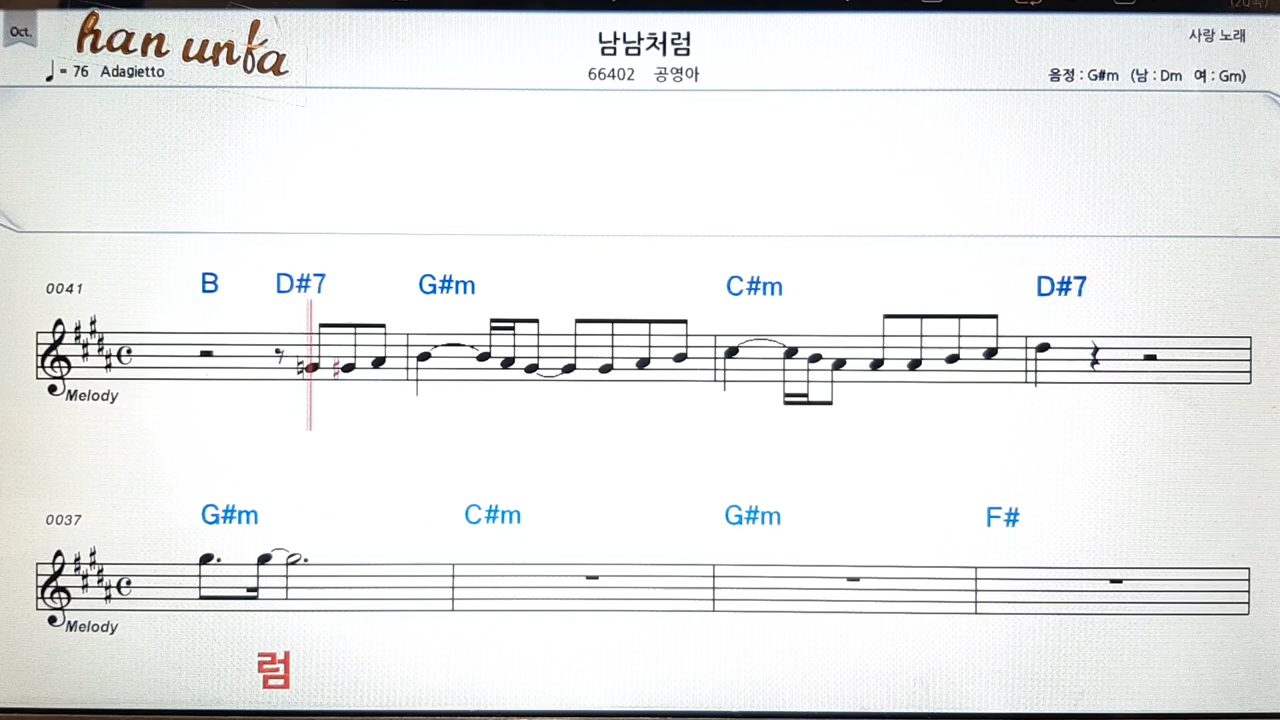 Oct.
han unfa
남남처럼
사랑 노래
♩= 76 Adagietto
66402 공영아
음정 : G#m (남 : Dm 여 : Gm)
0041
B D#7 G#m C#m D#7
Melody
0037
G#m C#m G#m F#
Melody
럼